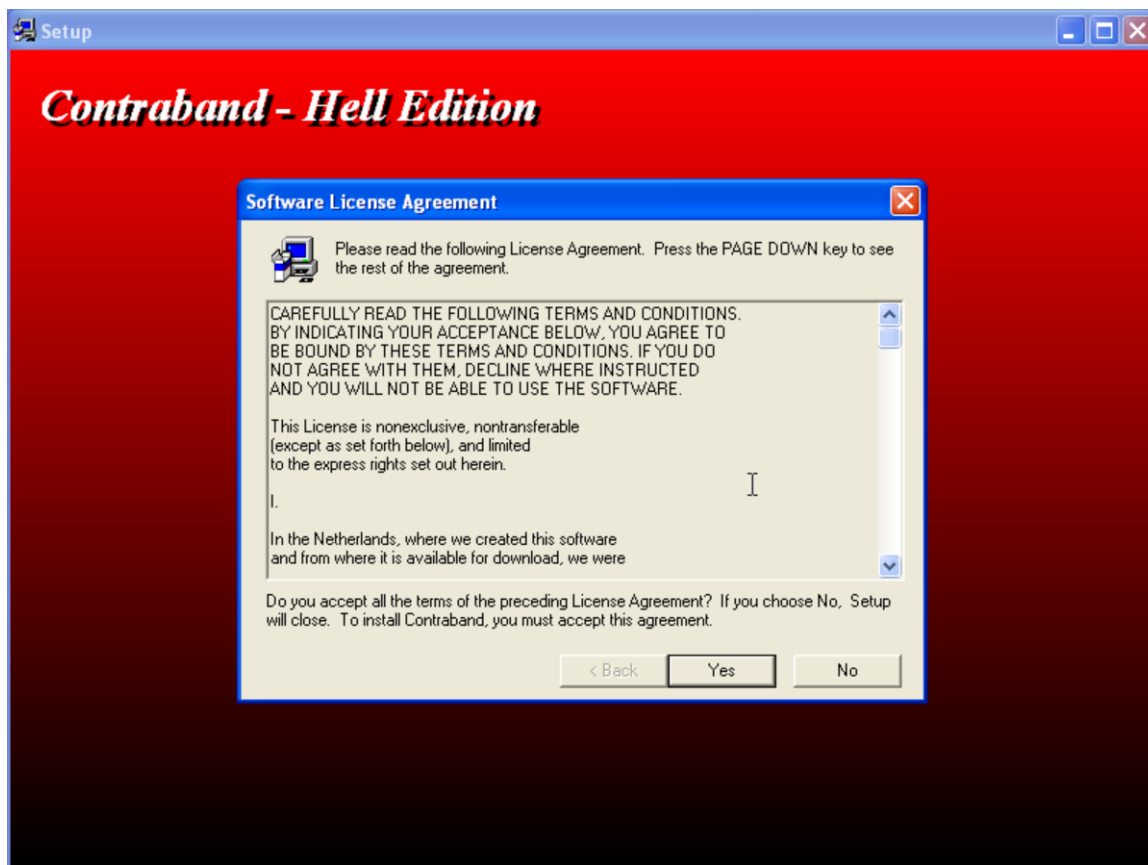 Setup
Contraband - Hell Edition
Software License Agreement
Please read the following License Agreement. Press the PAGE DOWN key to see
the rest of the agreement.
CAREFULLY READ THE FOLLOWING TERMS AND CONDITIONS.
BY INDICATING YOUR ACCEPTANCE BELOW, YOU AGREE TO
BE BOUND BY THESE TERMS AND CONDITIONS. IF YOU DO
NOT AGREE WITH THEM, DECLINE WHERE INSTRUCTED
AND YOU WILL NOT BE ABLE TO USE THE SOFTWARE.
This License is nonexclusive, nontransferable
(except as set forth below), and limited
to the express rights set out herein.
I.
In the Netherlands, where we created this software
and from where it is available for download, we were
Do you accept all the terms of the preceding License Agreement? If you choose No, Setup
will close. To install Contraband, you must accept this agreement.
< Back Yes No